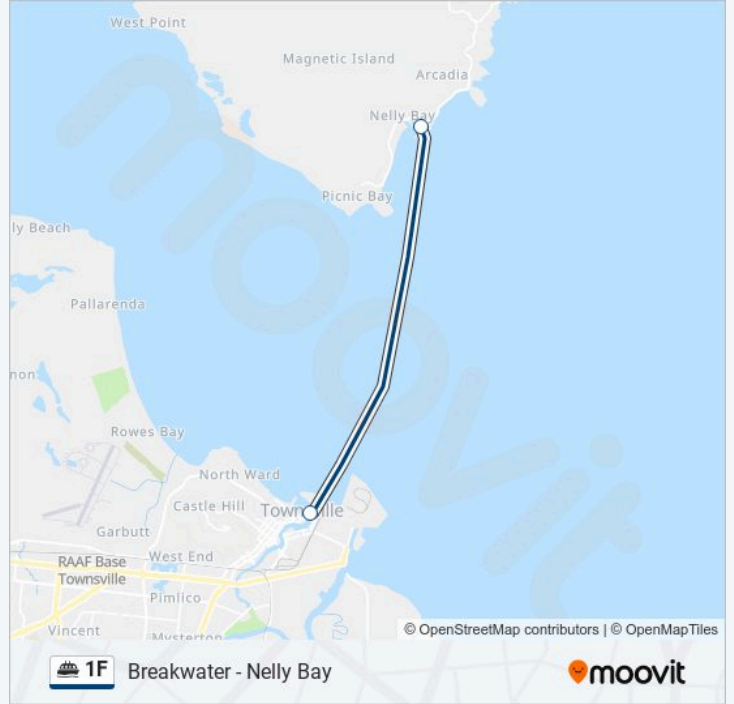 West Point
Magnetic Island
Arcadia
Nelly Bay
Picnic Bay
ly Beach
Pallarenda
non
Rowes Bay
North Ward
Castle Hill
Townsville
Garbutt
RAAF Base
Townsville
West End
Pimlico
Vincent
Mysterton
moovit
© OpenStreetMap contributors | © OpenMapTiles
1F Breakwater - Nelly Bay
moovit